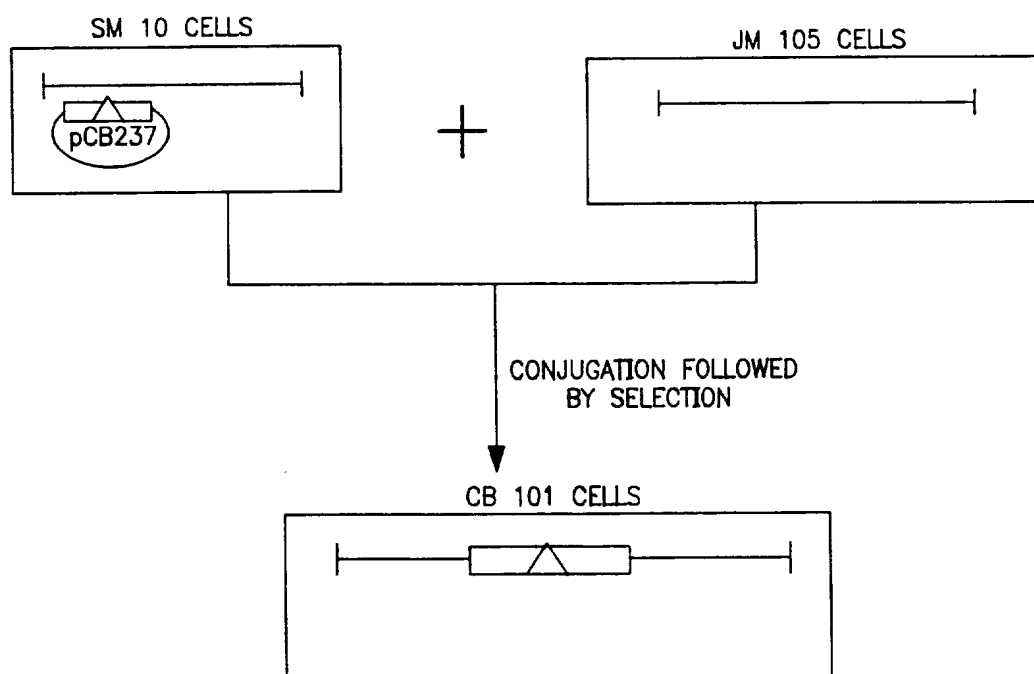 SM 10 CELLS
JM 105 CELLS
pCB237
CONJUGATION FOLLOWED
BY SELECTION
CB 101 CELLS